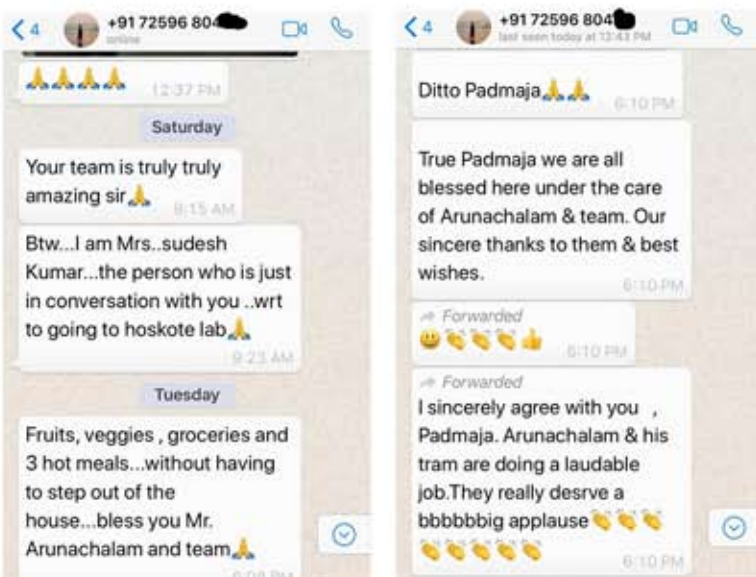 4
+91 72596 804
online
🙏🙏🙏🙏
12:37 PM
Saturday
Your team is truly truly
amazing sir🙏
9:15 AM
Btw...I am Mrs..sudesh
Kumar...the person who is just
in conversation with you ..wrt
to going to hoskote lab🙏
9:23 AM
Tuesday
Fruits, veggies , groceries and
3 hot meals...without having
to step out of the
house...bless you Mr.
Arunachalam and team🙏
4
+91 72596 804
last seen today at 12:43 PM
Ditto Padmaja🙏🙏
6:10 PM
True Padmaja we are all
blessed here under the care
of Arunachalam & team. Our
sincere thanks to them & best
wishes.
6:10 PM
Forwarded
😃👏👏👏👍
6:10 PM
Forwarded
I sincerely agree with you ,
Padmaja. Arunachalam & his
tram are doing a laudable
job.They really desrve a
bbbbbbig applause👏👏👏
👏👏👏👏👏
6:10 PM